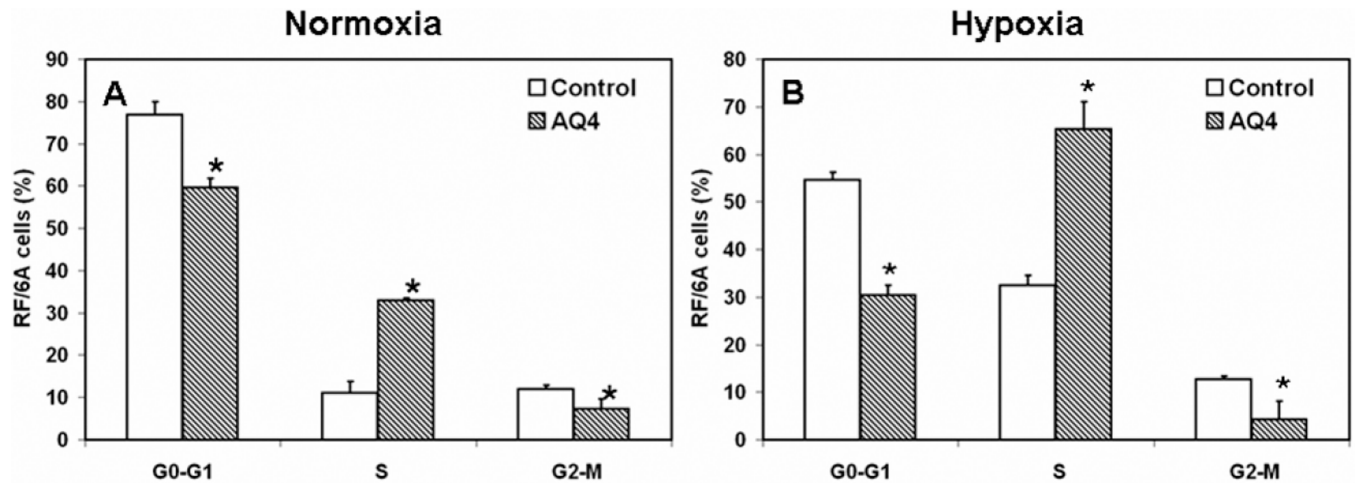 Normoxia
A
Control
AQ4
RF/6A cells (%)
90
80
70
60
50
40
30
20
10
0
*
*
*
G0-G1 S G2-M
Hypoxia
B
Control
AQ4
RF/6A cells (%)
80
70
60
50
40
30
20
10
0
*
*
*
G0-G1 S G2-M